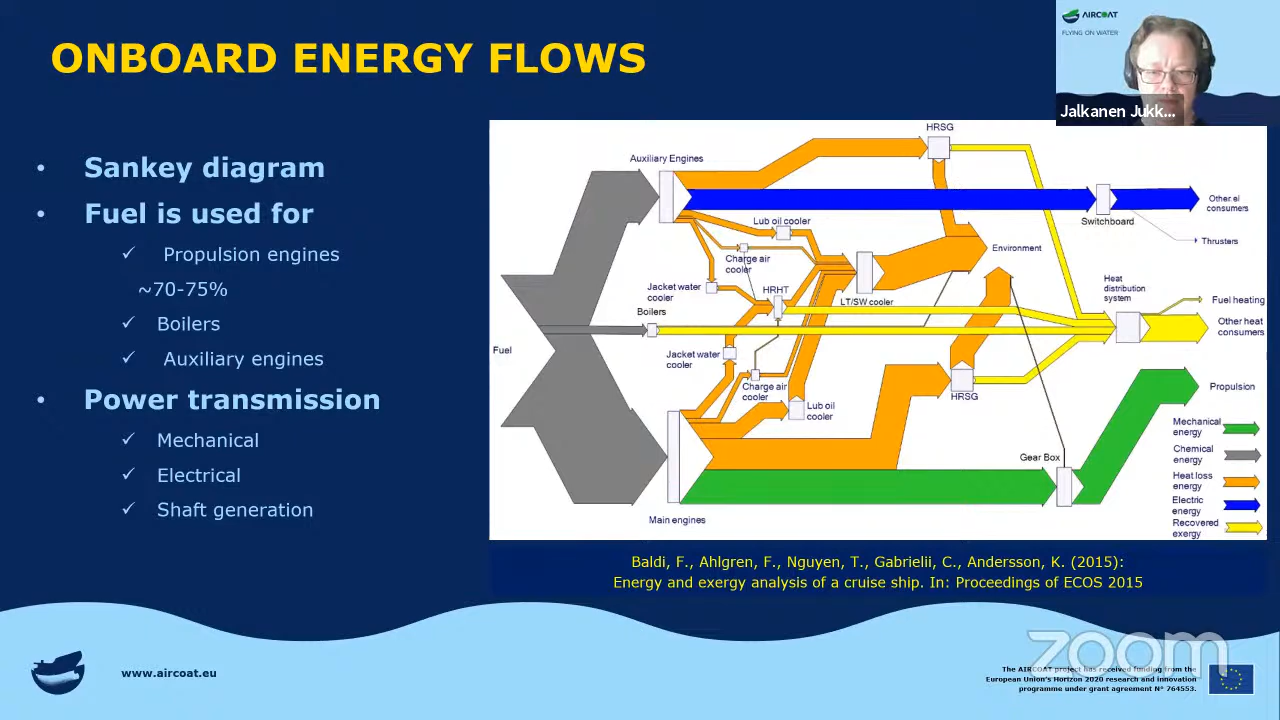 ONBOARD ENERGY FLOWS
AIRCOAT
FLYING ON WATER
Jalkanen Jukk...
• Sankey diagram
• Fuel is used for
✓ Propulsion engines
~70-75%
✓ Boilers
✓ Auxiliary engines
• Power transmission
✓ Mechanical
✓ Electrical
✓ Shaft generation
HRSG
Auxiliary Engines
Other el
consumers
Switchboard
Lub oil cooler
Thrusters
Environment
Charge air
cooler
Jacket water
cooler
HRHT
LT/SW cooler
Heat
distribution
system
Boilers
Fuel heating
Other heat
consumers
Fuel
Jacket water
cooler
Charge air
cooler
HRSG
Propulsion
Lub oil
cooler
Gear Box
Main engines
Mechanical
energy
Chemical
energy
Heat loss
energy
Electric
energy
Recovered
exergy
Baldi, F., Ahlgren, F., Nguyen, T., Gabrielii, C., Andersson, K. (2015):
Energy and exergy analysis of a cruise ship. In: Proceedings of ECOS 2015
www.aircoat.eu
zoom
The AIRCOAT project has received funding from the
European Union's Horizon 2020 research and innovation
programme under grant agreement N° 764553.